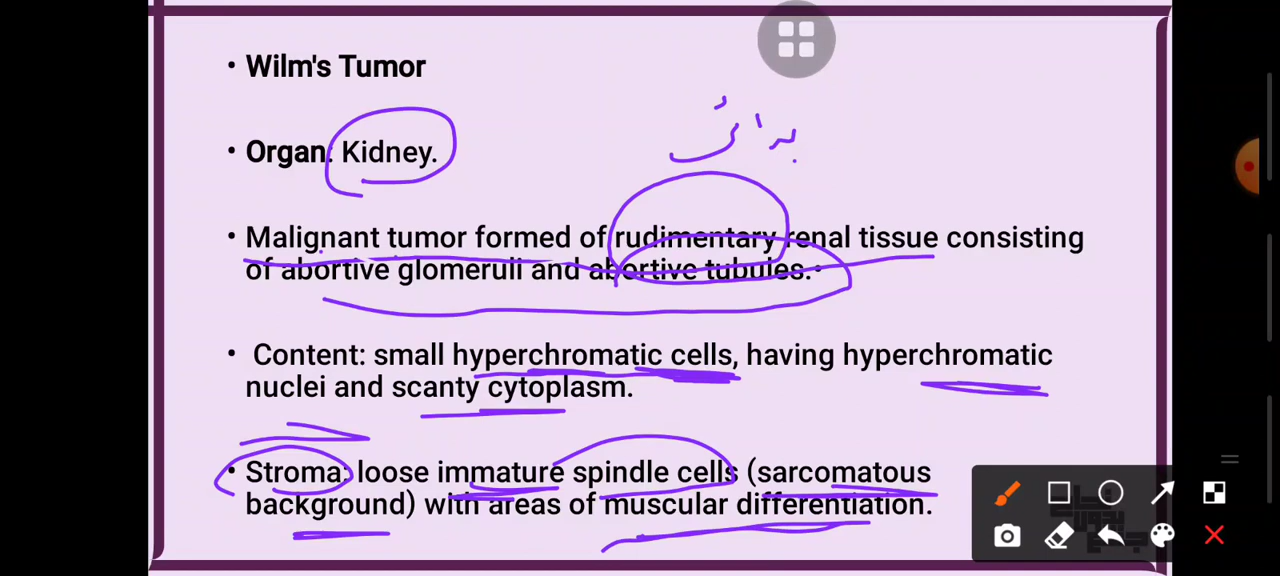 • Wilm's Tumor
• Organ: Kidney.
• Malignant tumor formed of rudimentary renal tissue consisting
of abortive glomeruli and abortive tubules.
• Content: small hyperchromatic cells, having hyperchromatic
nuclei and scanty cytoplasm.
• Stroma: loose immature spindle cells (sarcomatous
background) with areas of muscular differentiation.